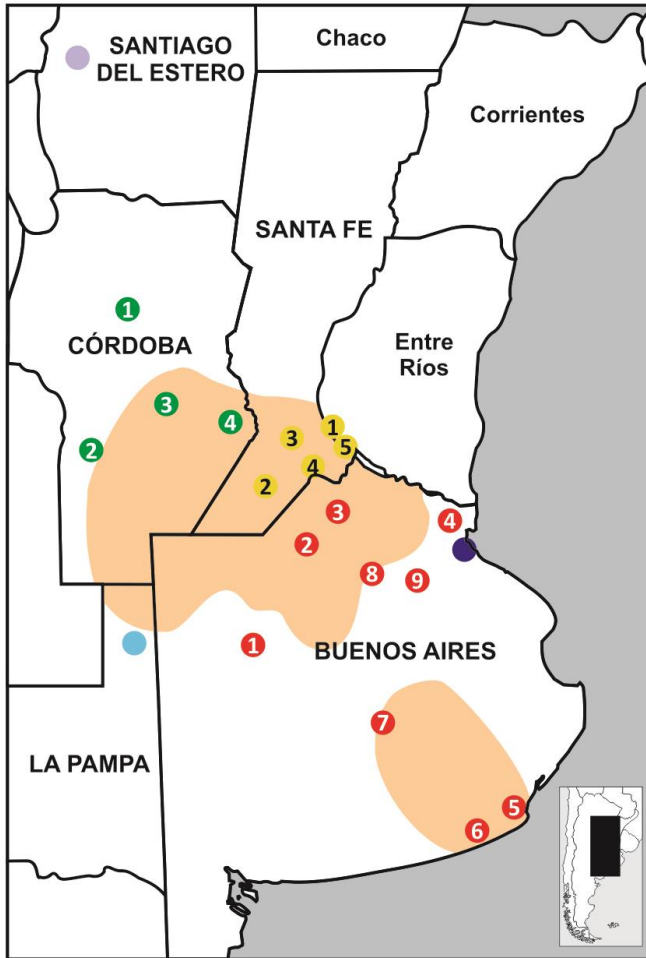 SANTIAGO
DEL ESTERO
Chaco
Corrientes
SANTA FE
1
CÓRDOBA
Entre
Ríos
3
4
2
1
3
5
4
2
3
4
2
8
9
1
BUENOS AIRES
7
LA PAMPA
5
6